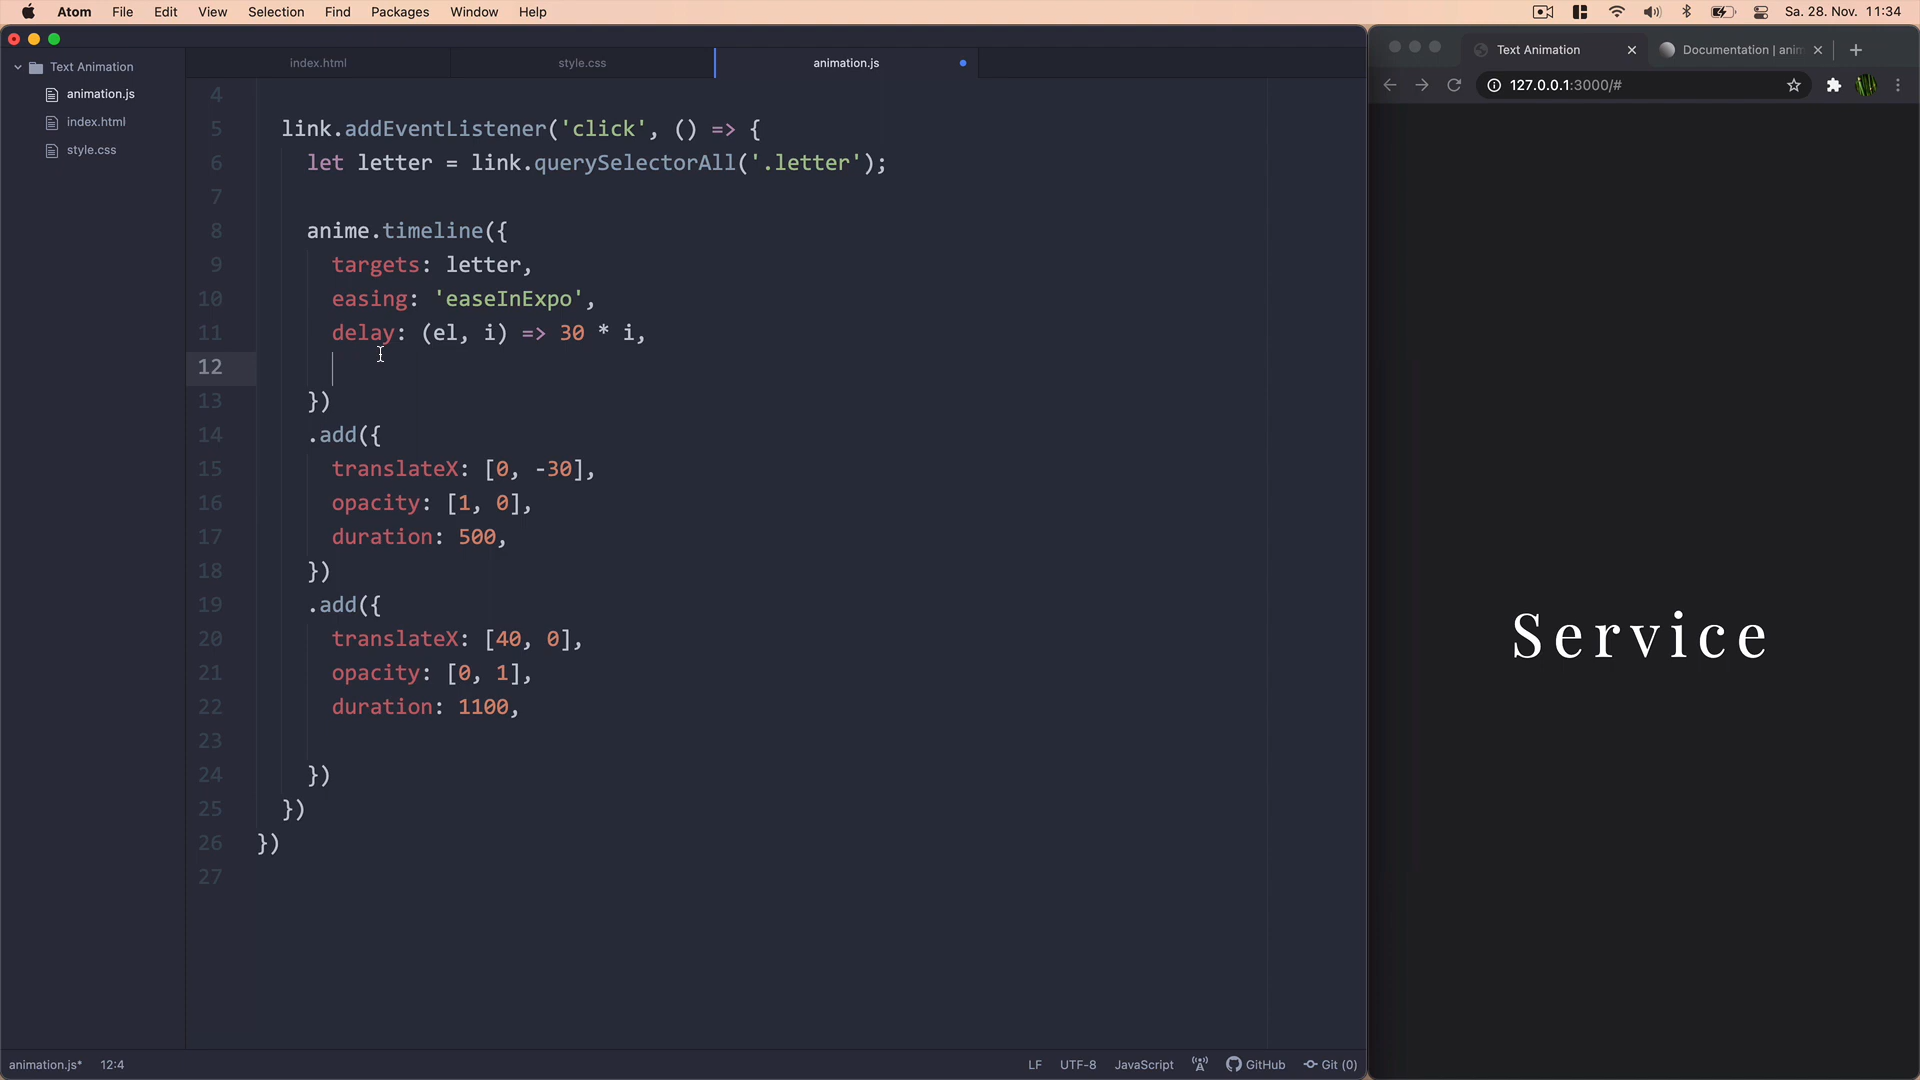 Atom File Edit View Selection Find Packages Window Help
Sa. 28. Nov. 11:34
Text Animation
animation.js
index.html
style.css
index.html style.css animation.js
4
5 link.addEventListener('click', () => {
6 let letter = link.querySelectorAll('.letter');
7
8 anime.timeline({
9 targets: letter,
10 easing: 'easeInExpo',
11 delay: (el, i) => 30 * i,
12
13 })
14 .add({
15 translateX: [0, -30],
16 opacity: [1, 0],
17 duration: 500,
18 })
19 .add({
20 translateX: [40, 0],
21 opacity: [0, 1],
22 duration: 1100,
23
24 })
25 })
26 })
27
animation.js* 12:4
LF UTF-8 JavaScript GitHub Git (0)
Text Animation
Documentation | anim
127.0.0.1:3000/#
Service